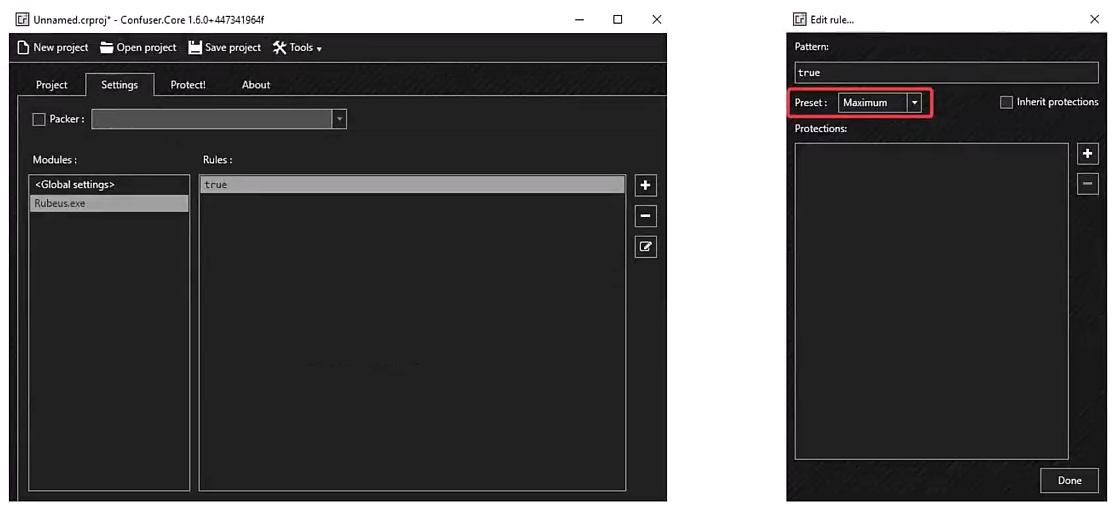 Unnamed.crproj* - Confuser.Core 1.6.0+447341964f
New project Open project Save project Tools
Project Settings Protect! About
Packer :
Modules : Rules :
<Global settings> true
Rubeus.exe
Edit rule...
Pattern:
true
Preset : Maximum Inherit protections
Protections:
Done